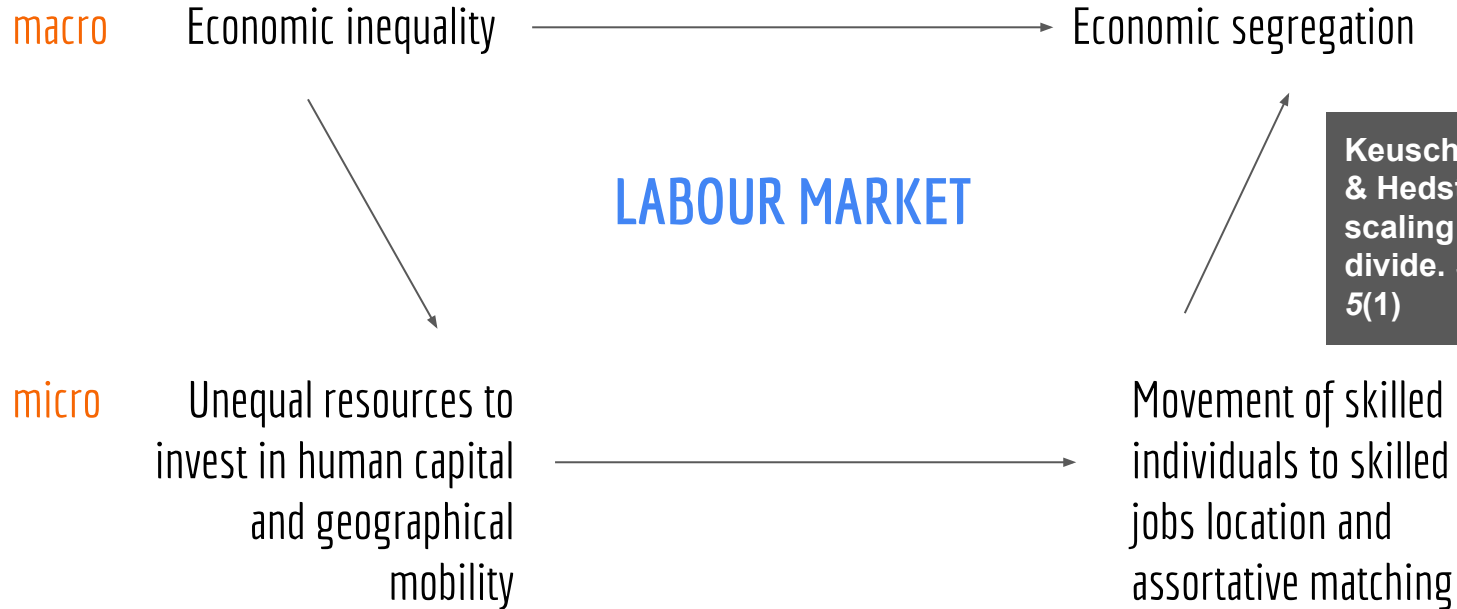 macro Economic inequality Economic segregation
LABOUR MARKET
Keusch
& Hedst
scaling
divide.
5(1)
micro Unequal resources to
invest in human capital
and geographical
mobility
Movement of skilled
individuals to skilled
jobs location and
assortative matching